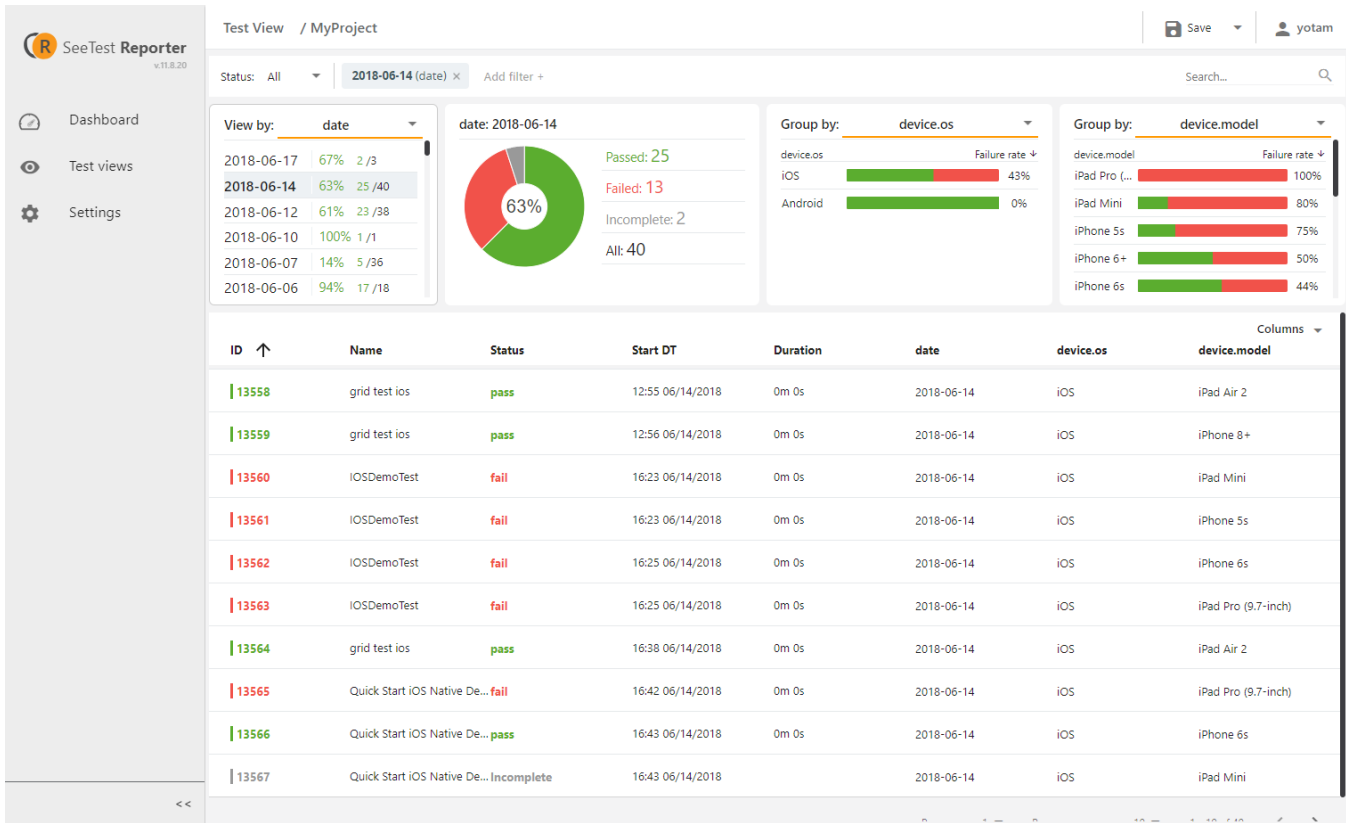 R SeeTest Reporter
v.11.8.20
Dashboard
Test views
Settings
<<
Test View / MyProject
Save
yotam
Status: All
2018-06-14 (date) ×
Add filter +
Search...
View by: date
2018-06-17 67% 2 /3
2018-06-14 63% 25 /40
2018-06-12 61% 23 /38
2018-06-10 100% 1 /1
2018-06-07 14% 5 /36
2018-06-06 94% 17 /18
date: 2018-06-14
63%
Passed: 25
Failed: 13
Incomplete: 2
All: 40
Group by: device.os
device.os Failure rate ↓
iOS 43%
Android 0%
Group by: device.model
device.model Failure rate ↓
iPad Pro (... 100%
iPad Mini 80%
iPhone 5s 75%
iPhone 6+ 50%
iPhone 6s 44%
Columns
ID ↑ Name Status Start DT Duration date device.os device.model
13558 grid test ios pass 12:55 06/14/2018 0m 0s 2018-06-14 iOS iPad Air 2
13559 grid test ios pass 12:56 06/14/2018 0m 0s 2018-06-14 iOS iPhone 8+
13560 IOSDemoTest fail 16:23 06/14/2018 0m 0s 2018-06-14 iOS iPad Mini
13561 IOSDemoTest fail 16:23 06/14/2018 0m 0s 2018-06-14 iOS iPhone 5s
13562 IOSDemoTest fail 16:25 06/14/2018 0m 0s 2018-06-14 iOS iPhone 6s
13563 IOSDemoTest fail 16:25 06/14/2018 0m 0s 2018-06-14 iOS iPad Pro (9.7-inch)
13564 grid test ios pass 16:38 06/14/2018 0m 0s 2018-06-14 iOS iPad Air 2
13565 Quick Start iOS Native De... fail 16:42 06/14/2018 0m 0s 2018-06-14 iOS iPad Pro (9.7-inch)
13566 Quick Start iOS Native De... pass 16:43 06/14/2018 0m 0s 2018-06-14 iOS iPhone 6s
13567 Quick Start iOS Native De... Incomplete 16:43 06/14/2018 2018-06-14 iOS iPad Mini